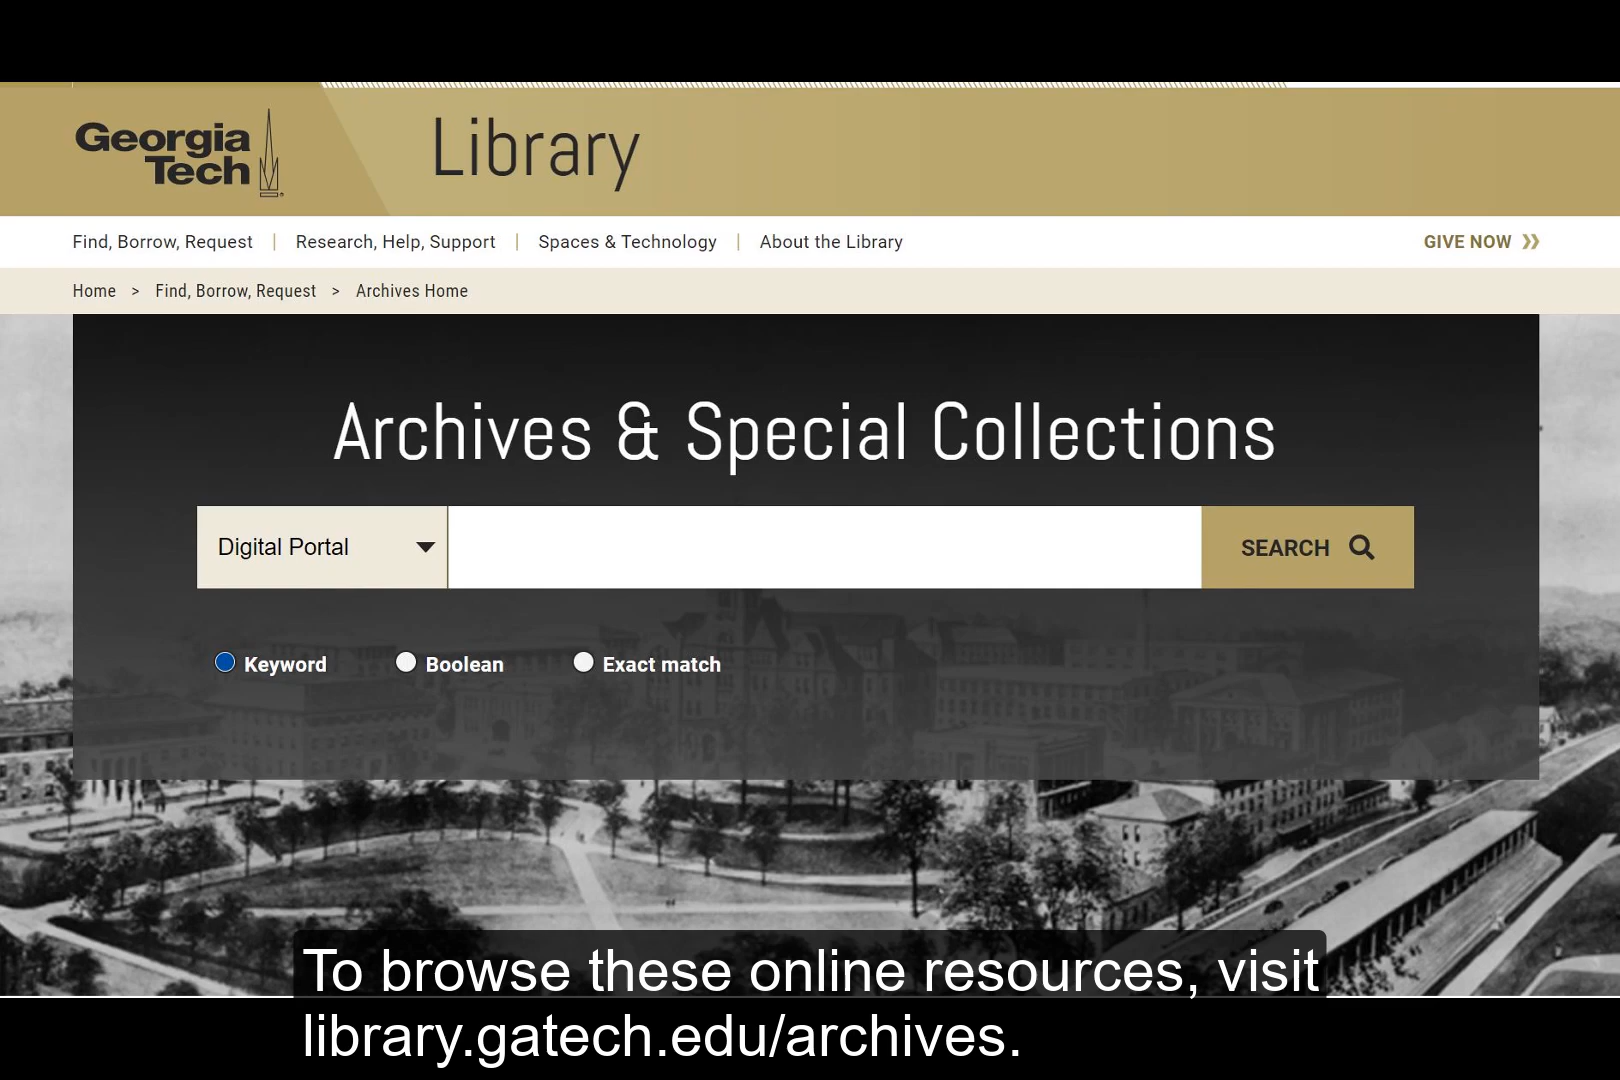 Georgia
Tech
Library
Find, Borrow, Request | Research, Help, Support | Spaces & Technology | About the Library
GIVE NOW
Home > Find, Borrow, Request > Archives Home
Archives & Special Collections
Digital Portal
SEARCH
Keyword
Boolean
Exact match
To browse these online resources, visit
library.gatech.edu/archives.